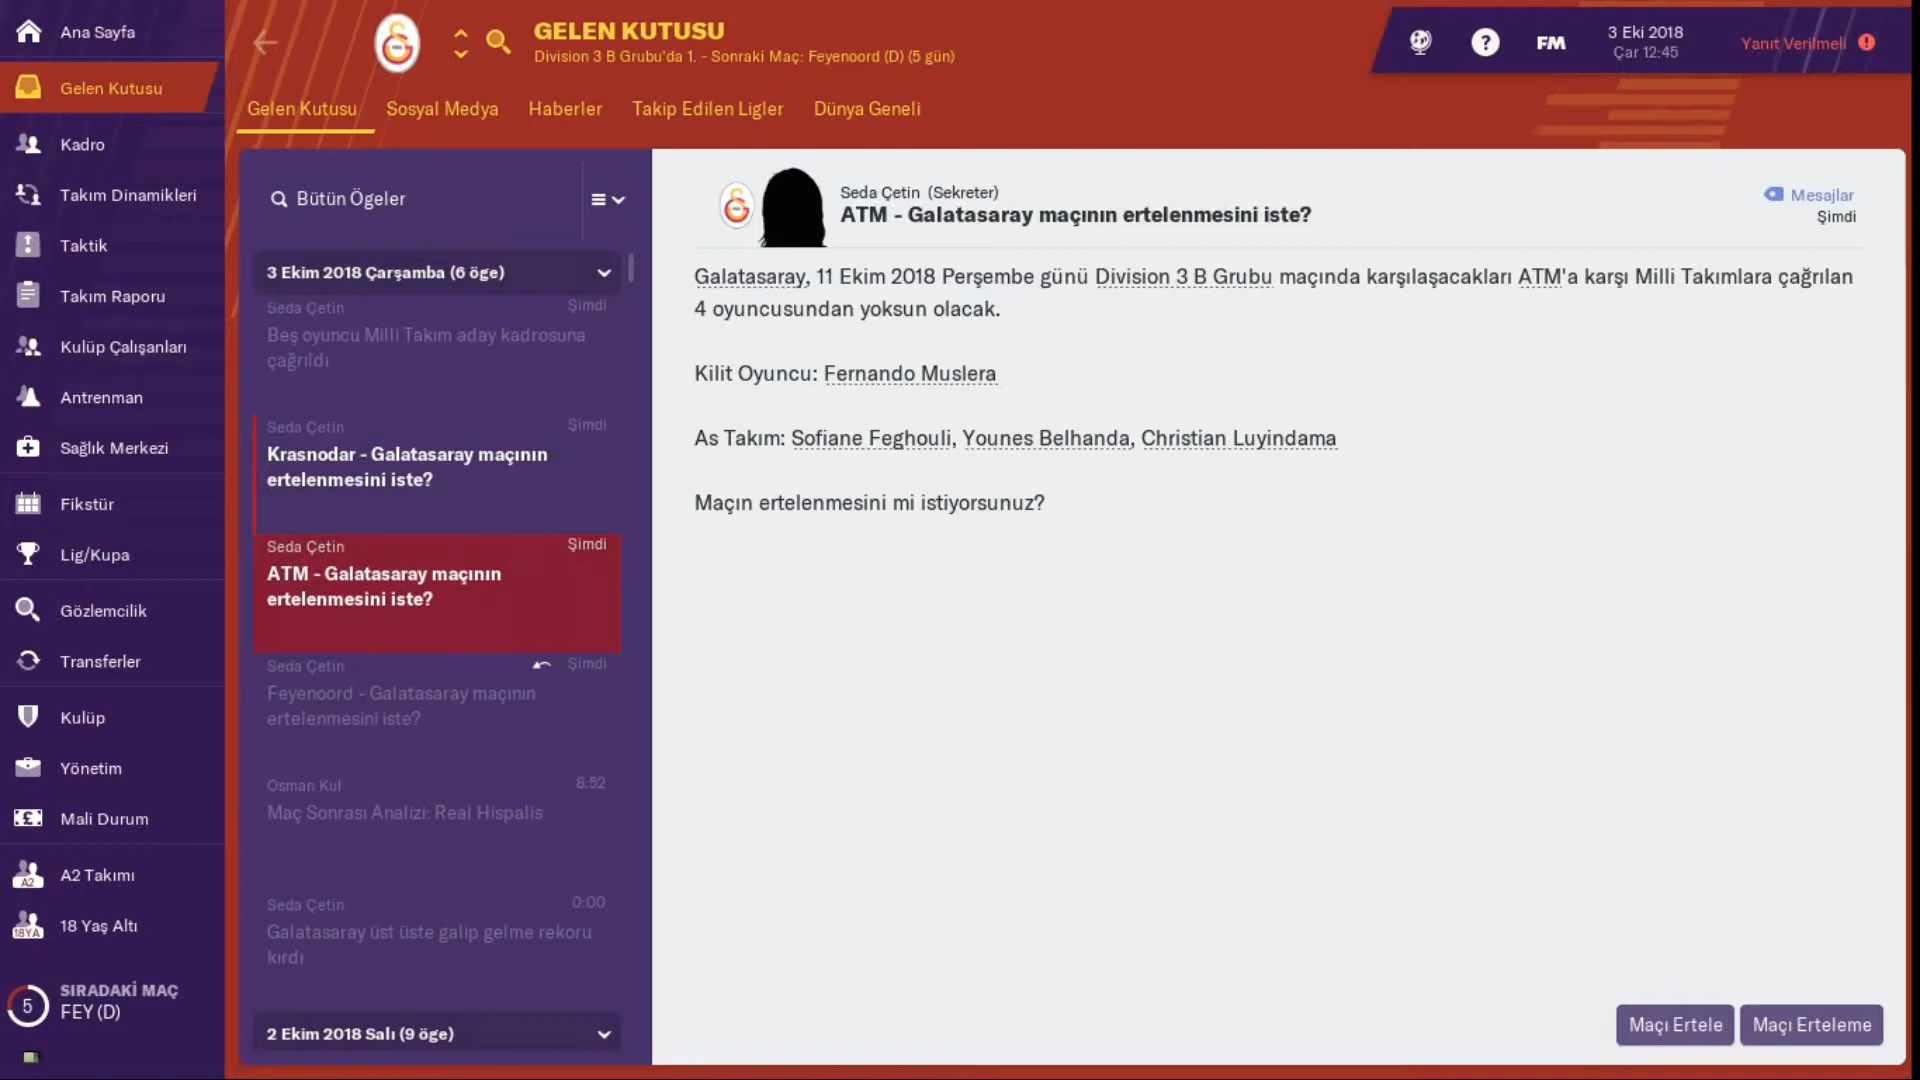 Ana Sayfa
Gelen Kutusu
Kadro
Takım Dinamikleri
Taktik
Takım Raporu
Kulüp Çalışanları
Antrenman
Sağlık Merkezi
Fikstür
Lig/Kupa
Gözlemcilik
Transferler
Kulüp
Yönetim
Mali Durum
A2
A2 Takımı
18YA
18 Yaş Altı
5
SIRADAKİ MAÇ
FEY (D)
GELEN KUTUSU
Division 3 B Grubu'da 1. - Sonraki Maç: Feyenoord (D) (5 gün)
?
FM
3 Eki 2018
Çar 12:45
Yanıt Verilmeli
Gelen Kutusu
Sosyal Medya
Haberler
Takip Edilen Ligler
Dünya Geneli
Bütün Ögeler
3 Ekim 2018 Çarşamba (6 öge)
Seda Çetin
Şimdi
Beş oyuncu Milli Takım aday kadrosuna
çağrıldı
Seda Çetin
Şimdi
Krasnodar - Galatasaray maçının
ertelenmesini iste?
Seda Çetin
Şimdi
ATM - Galatasaray maçının
ertelenmesini iste?
Seda Çetin
Şimdi
Feyenoord - Galatasaray maçının
ertelenmesini iste?
Osman Kul
8:52
Maç Sonrası Analizi: Real Hispalis
Seda Çetin
0:00
Galatasaray üst üste galip gelme rekoru
kırdı
2 Ekim 2018 Salı (9 öge)
Seda Çetin (Sekreter)
ATM - Galatasaray maçının ertelenmesini iste?
Mesajlar
Şimdi
Galatasaray, 11 Ekim 2018 Perşembe günü Division 3 B Grubu maçında karşılaşacakları ATM'a karşı Milli Takımlara çağrılan
4 oyuncusundan yoksun olacak.
Kilit Oyuncu: Fernando Muslera
As Takım: Sofiane Feghouli, Younes Belhanda, Christian Luyindama
Maçın ertelenmesini mi istiyorsunuz?
Maçı Ertele
Maçı Erteleme